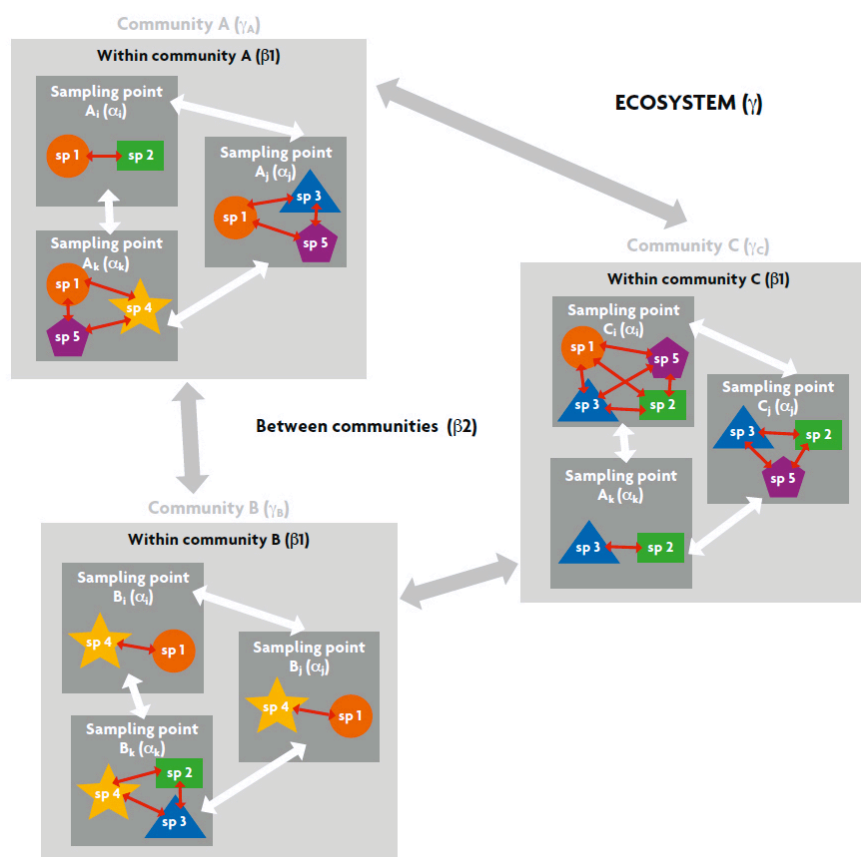 Community A (γA)
Within community A (β1)
Sampling point
Ai (αi)
sp 1
sp 2
Sampling point
Aj (αj)
sp 3
sp 1
sp 5
Sampling point
Ak (αk)
sp 1
sp 4
sp 5
ECOSYSTEM (γ)
Between communities (β2)
Community C (γC)
Within community C (β1)
Sampling point
Ci (αi)
sp 1
sp 5
sp 3
sp 2
Sampling point
Cj (αj)
sp 3
sp 2
sp 5
Sampling point
Ak (αk)
sp 3
sp 2
Community B (γB)
Within community B (β1)
Sampling point
Bi (αi)
sp 4
sp 1
Sampling point
Bj (αj)
sp 4
sp 1
Sampling point
Bk (αk)
sp 2
sp 4
sp 3